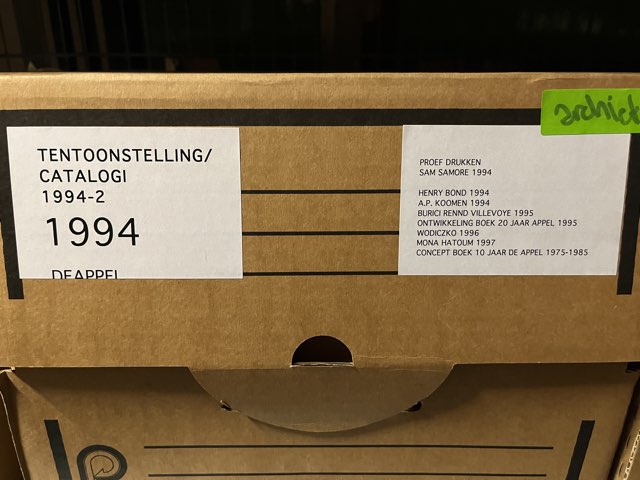 TENTOONSTELLING/
CATALOGI
1994-2
1994
DEAPPEL
archief
PROEF DRUKKEN
SAM SAMORE 1994
HENRY BOND 1994
A.P. KOOMEN 1994
BURICI RENND VILLEVOYE 1995
ONTWIKKELING BOEK 20 JAAR APPEL 1995
WODICZKO 1996
MONA HATOUM 1997
CONCEPT BOEK 10 JAAR DE APPEL 1975-1985